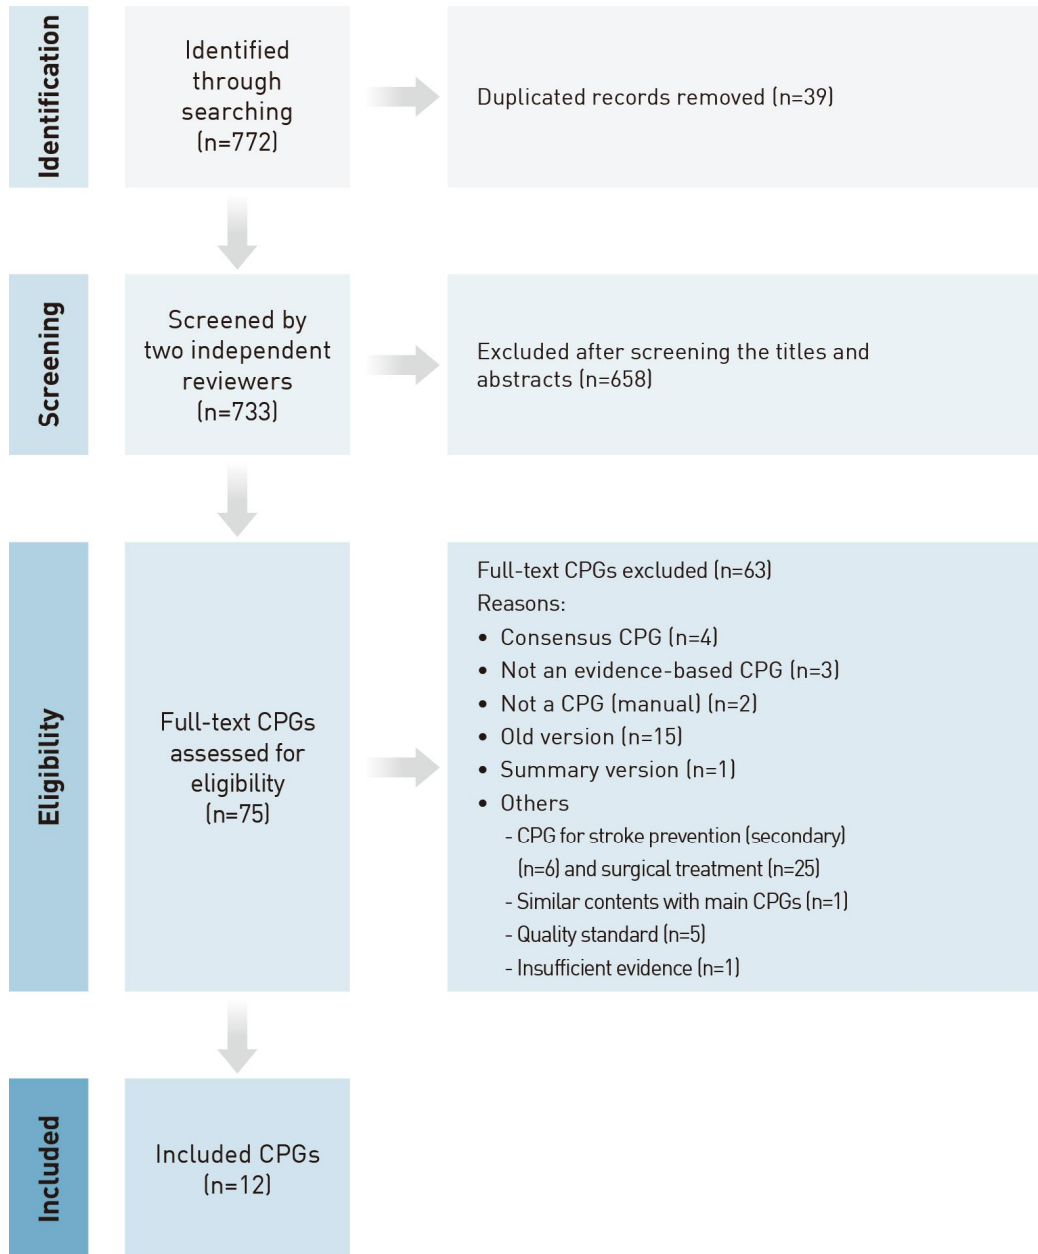 Identification
Identified
through
searching
(n=772)
Duplicated records removed (n=39)
Screening
Screened by
two independent
reviewers
(n=733)
Excluded after screening the titles and
abstracts (n=658)
Eligibility
Full-text CPGs
assessed for
eligibility
(n=75)
Full-text CPGs excluded (n=63)
Reasons:
• Consensus CPG (n=4)
• Not an evidence-based CPG (n=3)
• Not a CPG (manual) (n=2)
• Old version (n=15)
• Summary version (n=1)
• Others
- CPG for stroke prevention (secondary)
(n=6) and surgical treatment (n=25)
- Similar contents with main CPGs (n=1)
- Quality standard (n=5)
- Insufficient evidence (n=1)
Included
Included CPGs
(n=12)